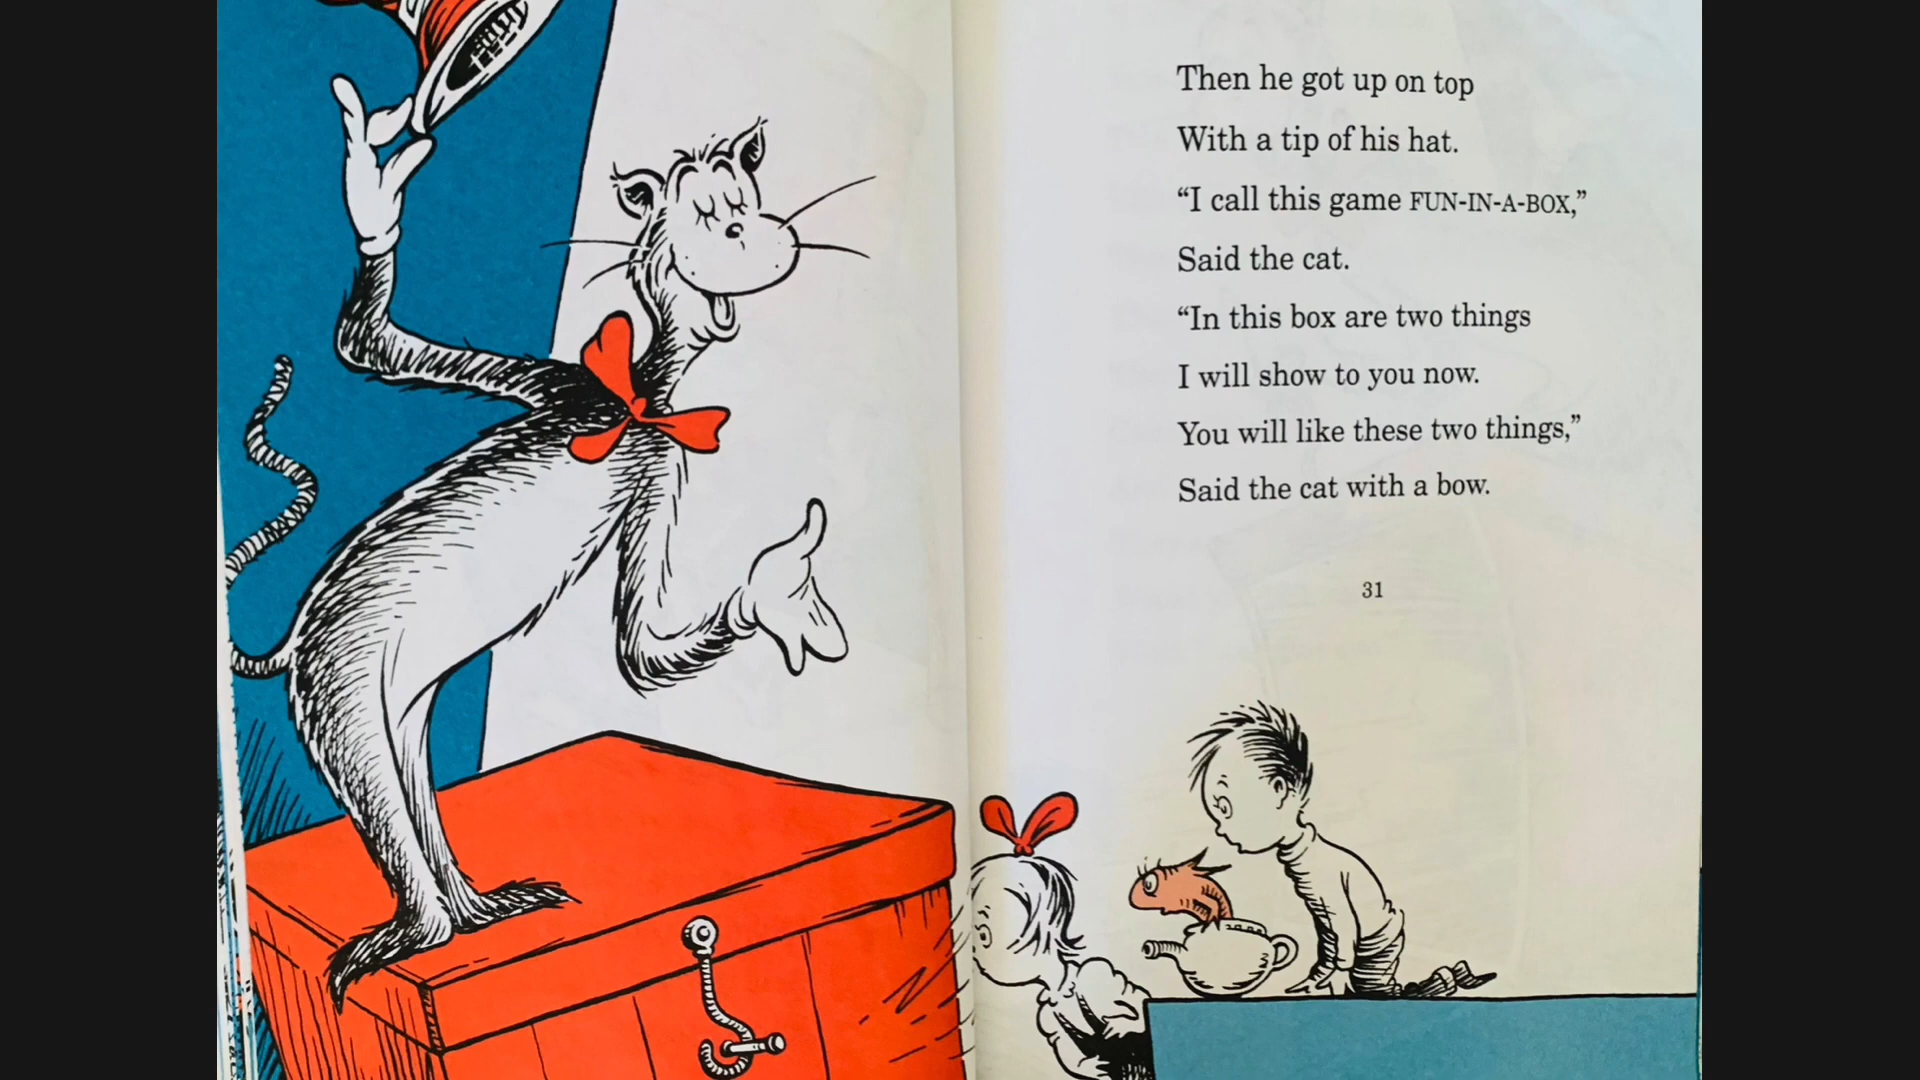 Then he got up on top
With a tip of his hat.
“I call this game FUN-IN-A-BOX,”
Said the cat.
“In this box are two things
I will show to you now.
You will like these two things,”
Said the cat with a bow.
31